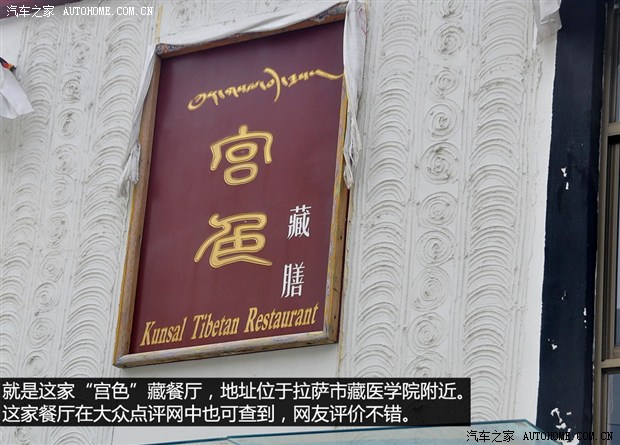 汽车之家 AUTOHOME.COM.CN
宫
色
藏
膳
Kunsal Tibetan Restaurant
就是这家“宫色”藏餐厅，地址位于拉萨市藏医学院附近。
这家餐厅在大众点评网中也可查到，网友评价不错。
汽车之家 AUTOHOME.COM.CN